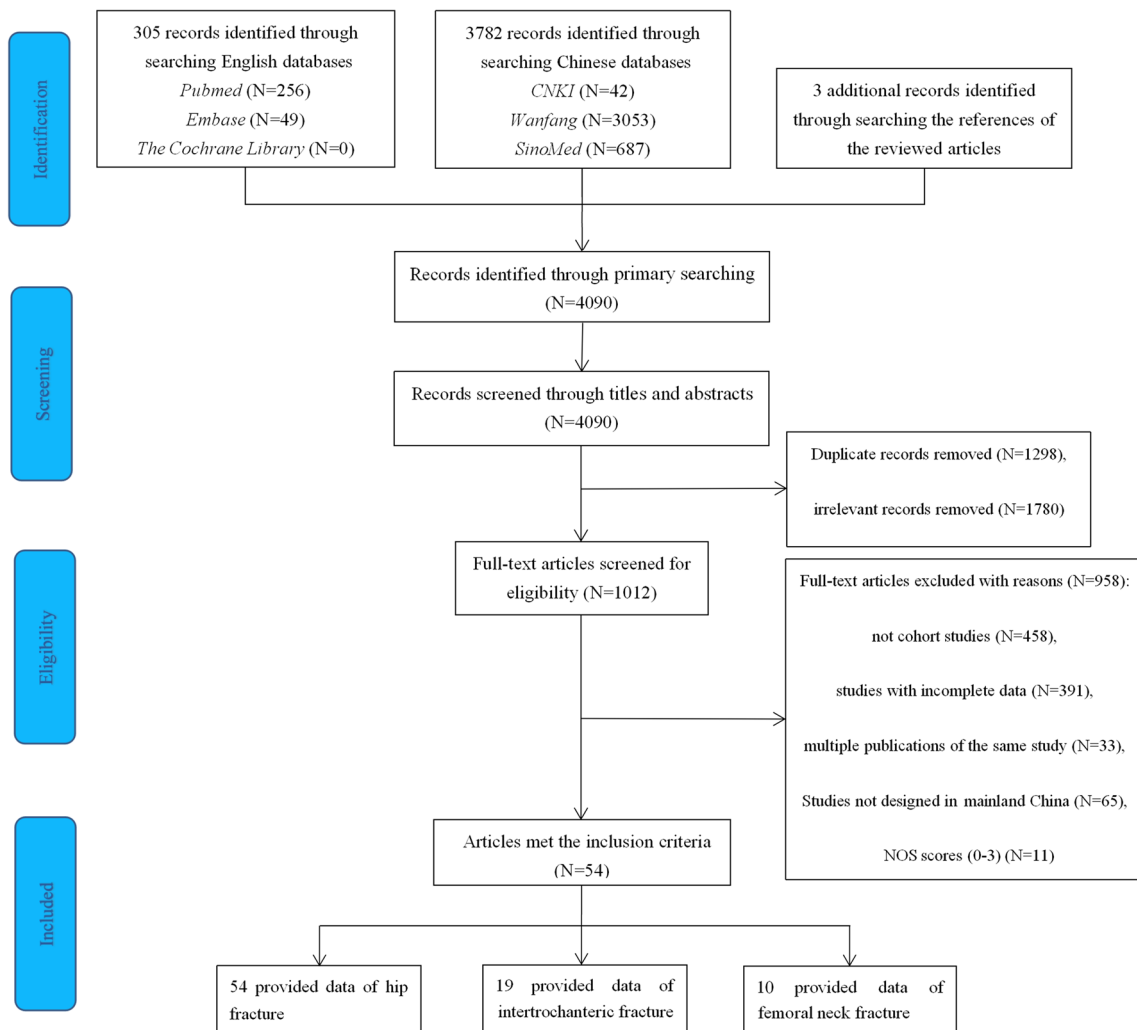 Identification
305 records identified through
searching English databases
Pubmed (N=256)
Embase (N=49)
The Cochrane Library (N=0)
3782 records identified through
searching Chinese databases
CNKI (N=42)
Wanfang (N=3053)
SinoMed (N=687)
3 additional records identified
through searching the references of
the reviewed articles
Records identified through primary searching
(N=4090)
Screening
Records screened through titles and abstracts
(N=4090)
Duplicate records removed (N=1298),
irrelevant records removed (N=1780)
Eligibility
Full-text articles screened for
eligibility (N=1012)
Full-text articles excluded with reasons (N=958):
not cohort studies (N=458),
studies with incomplete data (N=391),
multiple publications of the same study (N=33),
Studies not designed in mainland China (N=65),
NOS scores (0-3) (N=11)
Included
Articles met the inclusion criteria
(N=54)
54 provided data of hip
fracture
19 provided data of
intertrochanteric fracture
10 provided data of
femoral neck fracture